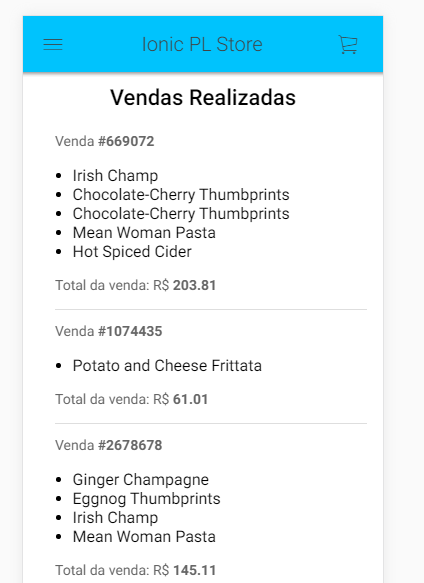 Ionic PL Store
Vendas Realizadas
Venda #669072
Irish Champ
Chocolate-Cherry Thumbprints
Chocolate-Cherry Thumbprints
Mean Woman Pasta
Hot Spiced Cider
Total da venda: R$ 203.81
Venda #1074435
Potato and Cheese Frittata
Total da venda: R$ 61.01
Venda #2678678
Ginger Champagne
Eggnog Thumbprints
Irish Champ
Mean Woman Pasta
Total da venda: R$ 145.11